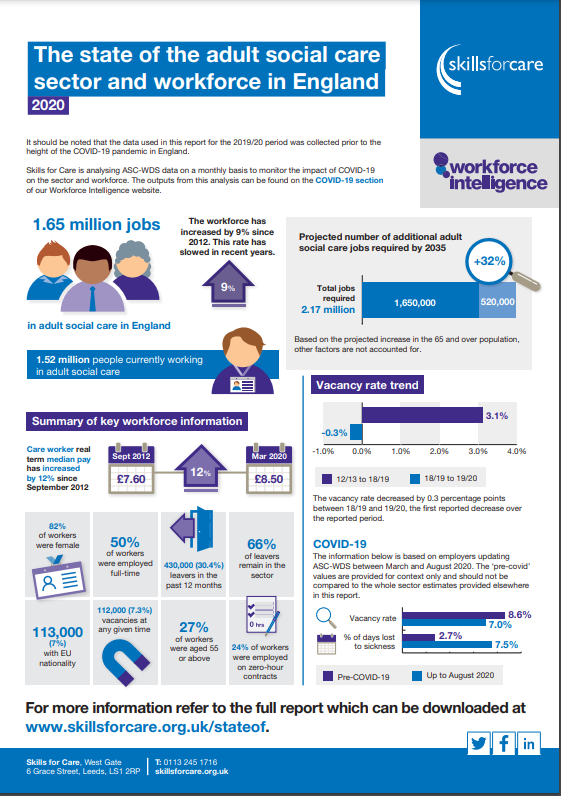 The state of the adult social care
sector and workforce in England
2020
skillsforcare
workforce
intelligence
It should be noted that the data used in this report for the 2019/20 period was collected prior to the
height of the COVID-19 pandemic in England.
Skills for Care is analysing ASC-WDS data on a monthly basis to monitor the impact of COVID-19
on the sector and workforce. The outputs from this analysis can be found on the COVID-19 section
of our Workforce Intelligence website.
1.65 million jobs
in adult social care in England
The workforce has
increased by 9% since
2012. This rate has
slowed in recent years.
9%
1.52 million people currently working
in adult social care
Projected number of additional adult
social care jobs required by 2035
+32%
Total jobs
required
2.17 million
1,650,000
520,000
Based on the projected increase in the 65 and over population,
other factors are not accounted for.
Summary of key workforce information
Care worker real
term median pay
has increased
by 12% since
September 2012
Sept 2012
£7.60
12%
Mar 2020
£8.50
82%
of workers
were female
50%
of workers
were employed
full-time
430,000 (30.4%)
leavers in the
past 12 months
66%
of leavers
remain in the
sector
113,000
(7%)
with EU
nationality
112,000 (7.3%)
vacancies at
any given time
27%
of workers
were aged 55
or above
0 hrs
24% of workers
were employed
on zero-hour
contracts
Vacancy rate trend
3.1%
-0.3%
-1.0%
0.0%
1.0%
2.0%
3.0%
4.0%
12/13 to 18/19
18/19 to 19/20
The vacancy rate decreased by 0.3 percentage points
between 18/19 and 19/20, the first reported decrease over
the reported period.
COVID-19
The information below is based on employers updating
ASC-WDS between March and August 2020. The 'pre-covid'
values are provided for context only and should not be
compared to the whole sector estimates provided elsewhere
in this report.
Vacancy rate
8.6%
7.0%
% of days lost
to sickness
2.7%
7.5%
Pre-COVID-19
Up to August 2020
For more information refer to the full report which can be downloaded at
www.skillsforcare.org.uk/stateof.
Skills for Care, West Gate
6 Grace Street, Leeds, LS1 2RP
T: 0113 245 1716
skillsforcare.org.uk